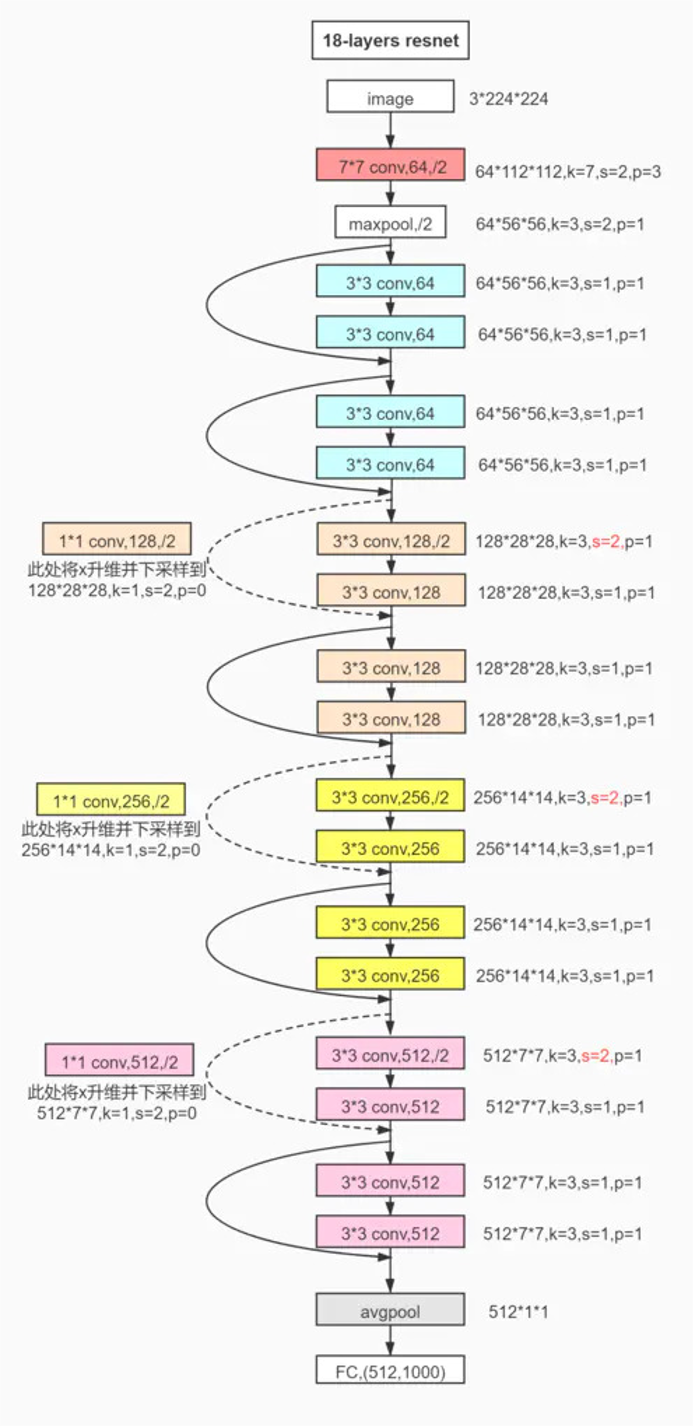 18-layers resnet
image
3*224*224
7*7 conv,64,/2
64*112*112,k=7,s=2,p=3
maxpool,/2
64*56*56,k=3,s=2,p=1
3*3 conv,64
64*56*56,k=3,s=1,p=1
3*3 conv,64
64*56*56,k=3,s=1,p=1
3*3 conv,64
64*56*56,k=3,s=1,p=1
3*3 conv,64
64*56*56,k=3,s=1,p=1
1*1 conv,128,/2
此处将x升维并下采样到
128*28*28,k=1,s=2,p=0
3*3 conv,128,/2
128*28*28,k=3,s=2,p=1
3*3 conv,128
128*28*28,k=3,s=1,p=1
3*3 conv,128
128*28*28,k=3,s=1,p=1
3*3 conv,128
128*28*28,k=3,s=1,p=1
1*1 conv,256,/2
此处将x升维并下采样到
256*14*14,k=1,s=2,p=0
3*3 conv,256,/2
256*14*14,k=3,s=2,p=1
3*3 conv,256
256*14*14,k=3,s=1,p=1
3*3 conv,256
256*14*14,k=3,s=1,p=1
3*3 conv,256
256*14*14,k=3,s=1,p=1
1*1 conv,512,/2
此处将x升维并下采样到
512*7*7,k=1,s=2,p=0
3*3 conv,512,/2
512*7*7,k=3,s=2,p=1
3*3 conv,512
512*7*7,k=3,s=1,p=1
3*3 conv,512
512*7*7,k=3,s=1,p=1
3*3 conv,512
512*7*7,k=3,s=1,p=1
avgpool
512*1*1
FC,(512,1000)